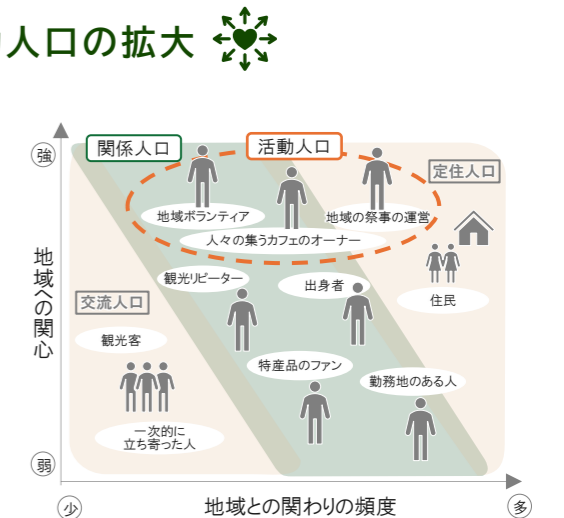 人口の拡大
強
関係人口
活動人口
定住人口
地域ボランティア
地域の祭事の運営
人々の集うカフェのオーナー
観光リピーター
出身者
住民
交流人口
観光客
特産品のファン
勤務地のある人
一次的に
立ち寄った人
地域への関心
弱
少
地域との関わりの頻度
多